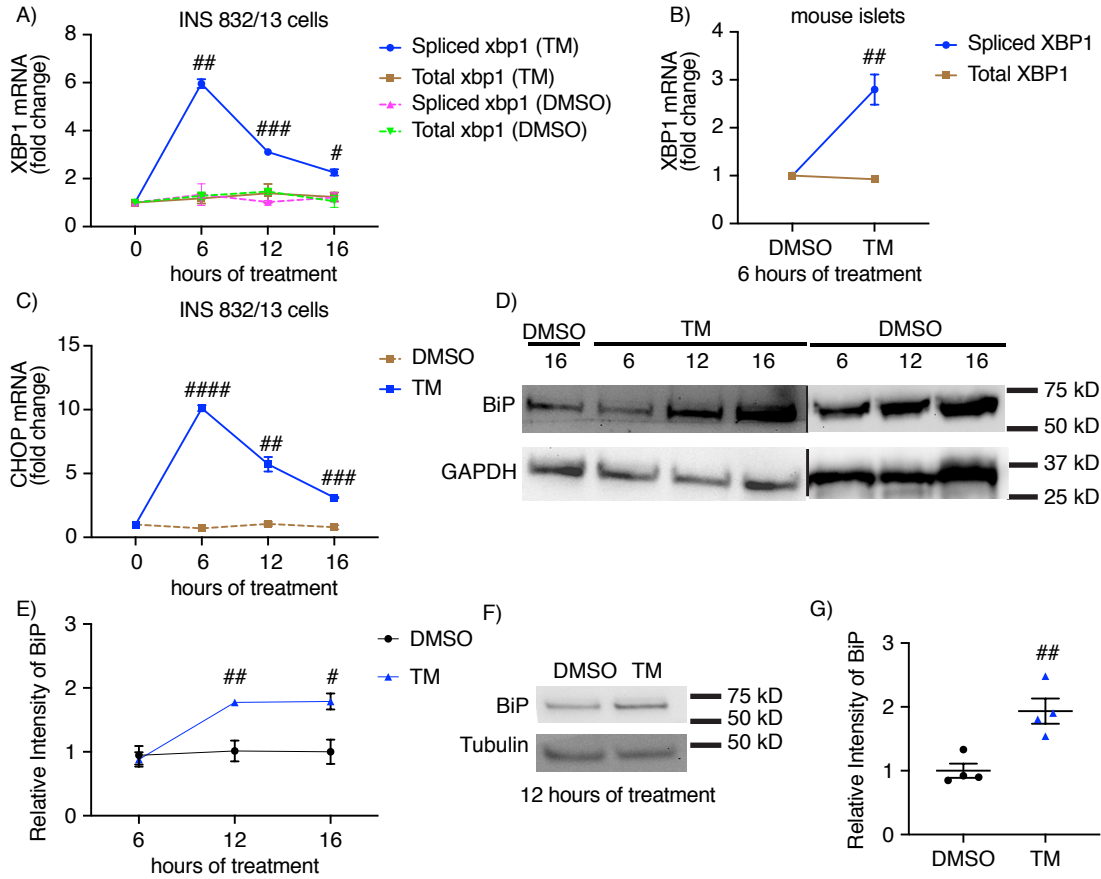 A)
INS 832/13 cells
XBP1 mRNA
(fold change)
8
6
4
2
0
##
###
#
0
6
12
16
hours of treatment
Spliced xbp1 (TM)
Total xbp1 (TM)
Spliced xbp1 (DMSO)
Total xbp1 (DMSO)
B)
mouse islets
XBP1 mRNA
(fold change)
4
3
2
1
0
##
DMSO
TM
6 hours of treatment
Spliced XBP1
Total XBP1
C)
INS 832/13 cells
CHOP mRNA
(fold change)
15
10
5
0
####
##
###
0
6
12
16
hours of treatment
DMSO
TM
D)
DMSO
TM
DMSO
16
6
12
16
6
12
16
BiP
75 kD
50 kD
GAPDH
37 kD
25 kD
E)
Relative Intensity of BiP
3
2
1
0
##
#
6
12
16
hours of treatment
DMSO
TM
F)
DMSO TM
BiP
75 kD
50 kD
Tubulin
50 kD
12 hours of treatment
G)
Relative Intensity of BiP
3
2
1
0
##
DMSO
TM